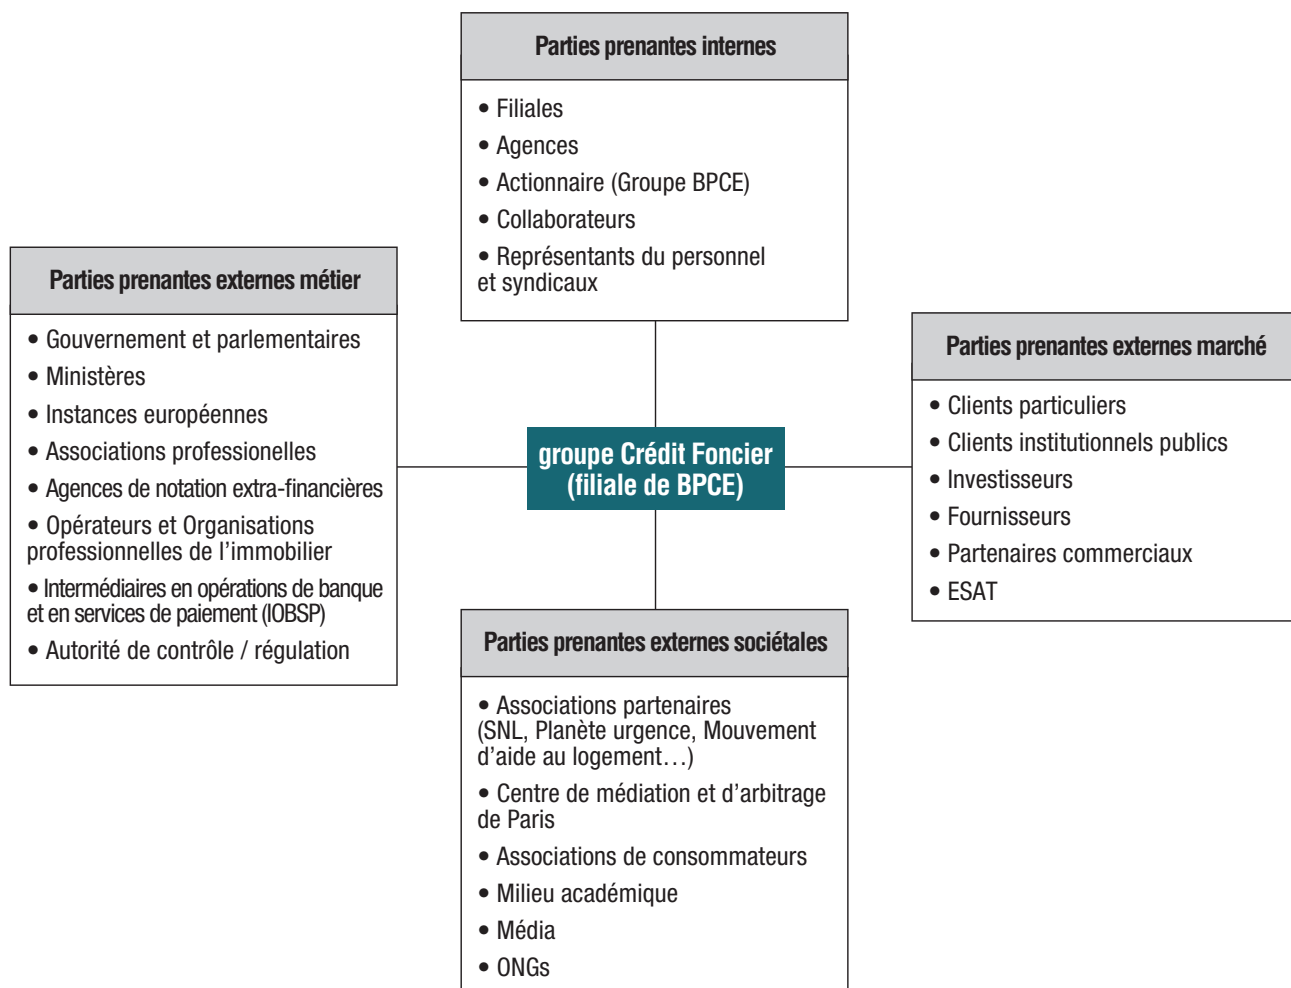 Parties prenantes internes
• Filiales
• Agences
• Actionnaire (Groupe BPCE)
• Collaborateurs
• Représentants du personnel
et syndicaux
Parties prenantes externes métier
• Gouvernement et parlementaires
• Ministères
• Instances européennes
• Associations professionelles
• Agences de notation extra-financières
• Opérateurs et Organisations
professionnelles de l’immobilier
• Intermédiaires en opérations de banque
et en services de paiement (IOBSP)
• Autorité de contrôle / régulation
groupe Crédit Foncier
(filiale de BPCE)
Parties prenantes externes marché
• Clients particuliers
• Clients institutionnels publics
• Investisseurs
• Fournisseurs
• Partenaires commerciaux
• ESAT
Parties prenantes externes sociétales
• Associations partenaires
(SNL, Planète urgence, Mouvement
d’aide au logement…)
• Centre de médiation et d’arbitrage
de Paris
• Associations de consommateurs
• Milieu académique
• Média
• ONGs